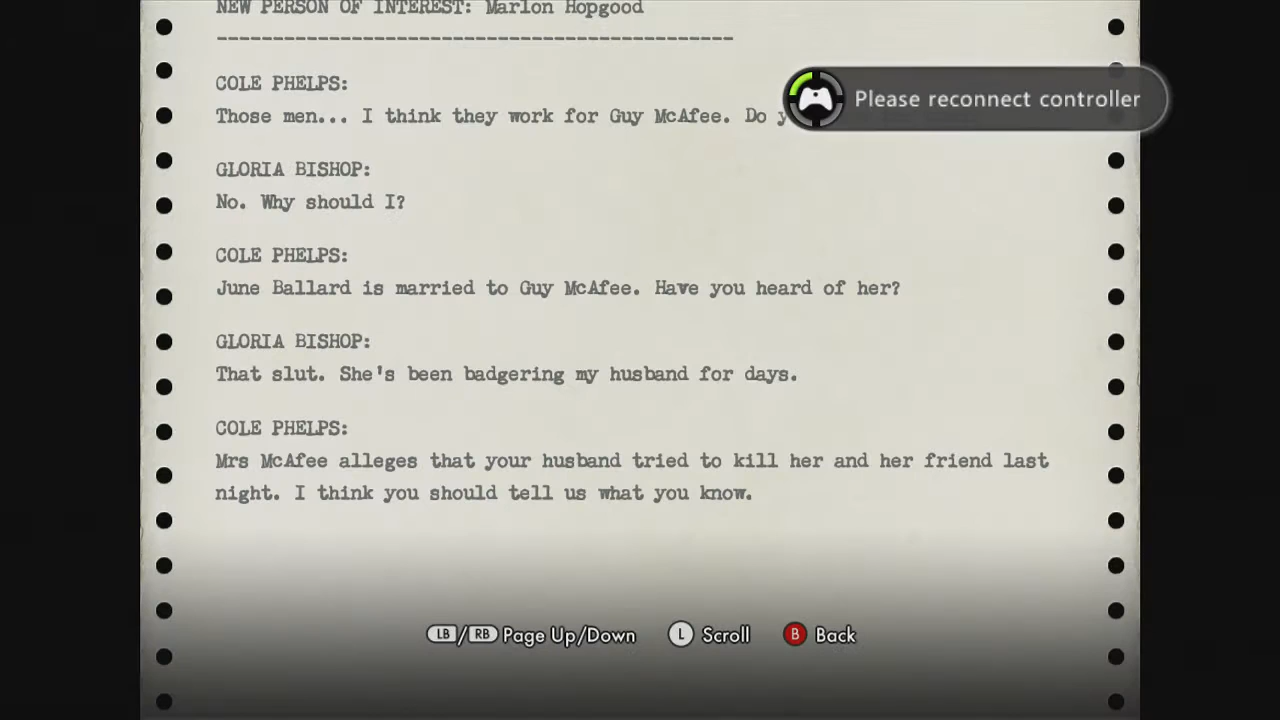 NEW PERSON OF INTEREST: Marlon Hopgood
----------------------------------------------
COLE PHELPS:
Those men... I think they work for Guy McAfee. Do
Please reconnect controller
GLORIA BISHOP:
No. Why should I?
COLE PHELPS:
June Ballard is married to Guy McAfee. Have you heard of her?
GLORIA BISHOP:
That slut. She's been badgering my husband for days.
COLE PHELPS:
Mrs McAfee alleges that your husband tried to kill her and her friend last
night. I think you should tell us what you know.
LB/RB Page Up/Down L Scroll B Back